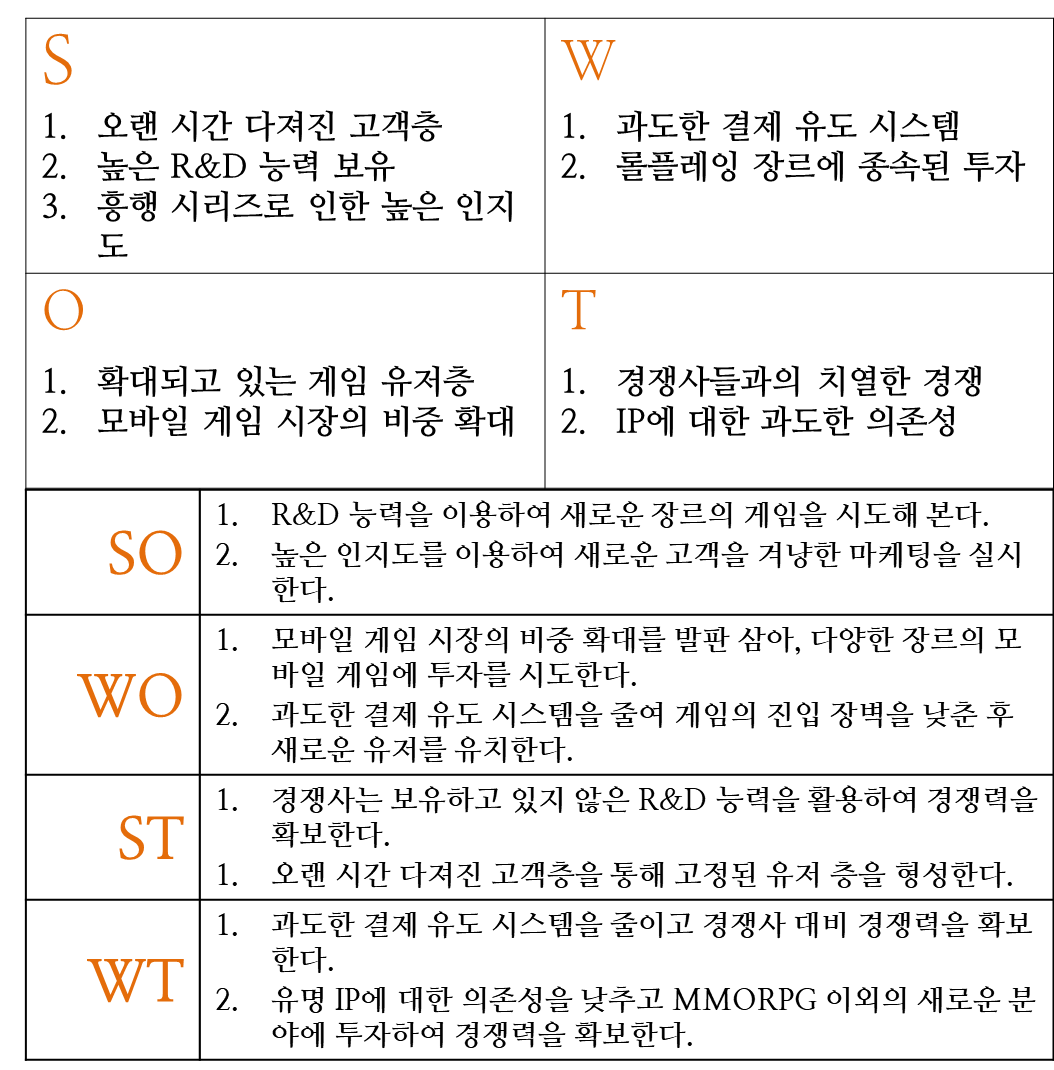 S
1. 오랜 시간 다져진 고객층
2. 높은 R&D 능력 보유
3. 흥행 시리즈로 인한 높은 인지
도
W
1. 과도한 결제 유도 시스템
2. 롤플레잉 장르에 종속된 투자
O
1. 확대되고 있는 게임 유저층
2. 모바일 게임 시장의 비중 확대
T
1. 경쟁사들과의 치열한 경쟁
2. IP에 대한 과도한 의존성
SO
1. R&D 능력을 이용하여 새로운 장르의 게임을 시도해 본다.
2. 높은 인지도를 이용하여 새로운 고객을 겨냥한 마케팅을 실시
한다.
WO
1. 모바일 게임 시장의 비중 확대를 발판 삼아, 다양한 장르의 모
바일 게임에 투자를 시도한다.
2. 과도한 결제 유도 시스템을 줄여 게임의 진입 장벽을 낮춘 후
새로운 유저를 유치한다.
ST
1. 경쟁사는 보유하고 있지 않은 R&D 능력을 활용하여 경쟁력을
확보한다.
1. 오랜 시간 다져진 고객층을 통해 고정된 유저 층을 형성한다.
WT
1. 과도한 결제 유도 시스템을 줄이고 경쟁사 대비 경쟁력을 확보
한다.
2. 유명 IP에 대한 의존성을 낮추고 MMORPG 이외의 새로운 분
야에 투자하여 경쟁력을 확보한다.